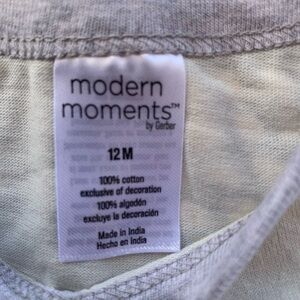 modern
moments™
by Gerber
12 M
100% cotton
exclusive of decoration
100% algodón
excluye la decoración
Made in India
Hecho en India